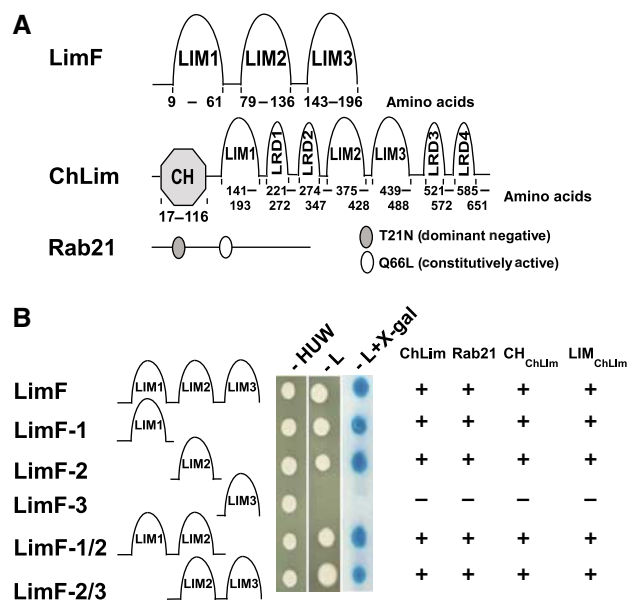 A
LimF
LIM1 LIM2 LIM3
9 – 61 79–136 143–196 Amino acids
ChLim
CH LIM1 LRD1 LRD2 LIM2 LIM3 LRD3 LRD4
141– 221– 274 –375– 439– 521– 585–
193 272 347 428 488 572 651
Amino acids
17–116
Rab21
T21N (dominant negative)
Q66L (constitutively active)
B
- HUW - L - L+X-gal
ChLim Rab21 CHChLIm LIMChLIm
LimF LIM1 LIM2 LIM3 + + + +
LimF-1 LIM1 + + + +
LimF-2 LIM2 + + + +
LimF-3 LIM3 – – – –
LimF-1/2 LIM1 LIM2 + + + +
LimF-2/3 LIM2 LIM3 + + + +